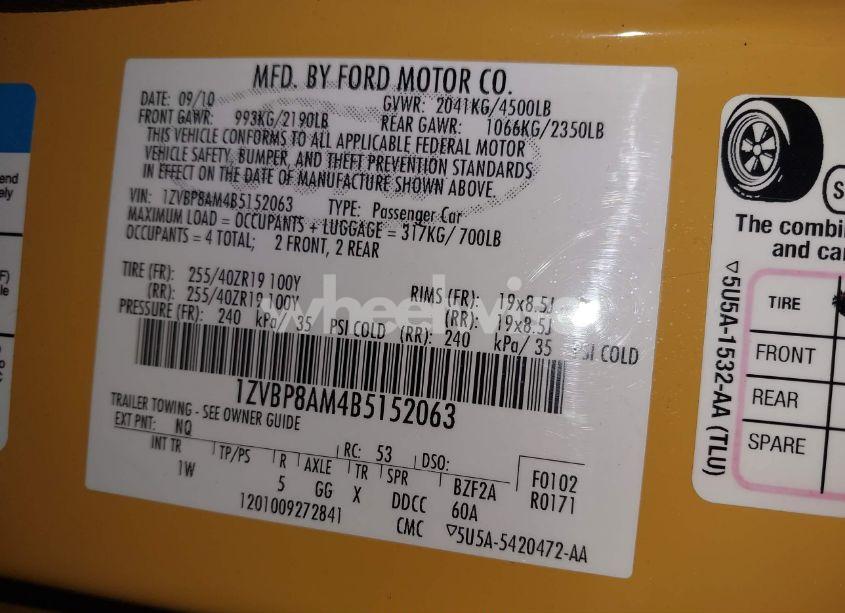 MFD. BY FORD MOTOR CO.
DATE: 09/10 GVWR: 2041KG/4500LB
FRONT GAWR: 993KG/2190LB REAR GAWR: 1066KG/2350LB
THIS VEHICLE CONFORMS TO ALL APPLICABLE FEDERAL MOTOR
VEHICLE SAFETY, BUMPER, AND THEFT PREVENTION STANDARDS
IN EFFECT ON THE DATE OF MANUFACTURE SHOWN ABOVE.
VIN: 1ZVBP8AM4B5152063 TYPE: Passenger Car
MAXIMUM LOAD = OCCUPANTS + LUGGAGE = 317KG/700LB
OCCUPANTS = 4 TOTAL; 2 FRONT, 2 REAR
TIRE (FR): 255/40ZR19 100Y RIMS (FR): 19x8.5J
(RR): 255/40ZR19 100Y (RR): 19x8.5J
PRESSURE (FR): 240 kPa/35 PSI COLD (RR): 240 kPa/35 PSI COLD
1ZVBP8AM4B5152063
TRAILER TOWING - SEE OWNER GUIDE
EXT PNT: NQ RC: 53 DSO: F0102
INT TR TP/PS R AXLE TR SPR BZF2A R0171
1W 5 GG X DDCC 60A
1201009272841 CMC ▽5U5A-5420472-AA
The combin
and car
TIRE
FRONT
REAR
SPARE
▽5U5A-1532-AA (TLU)
end
ely
F)
le
s